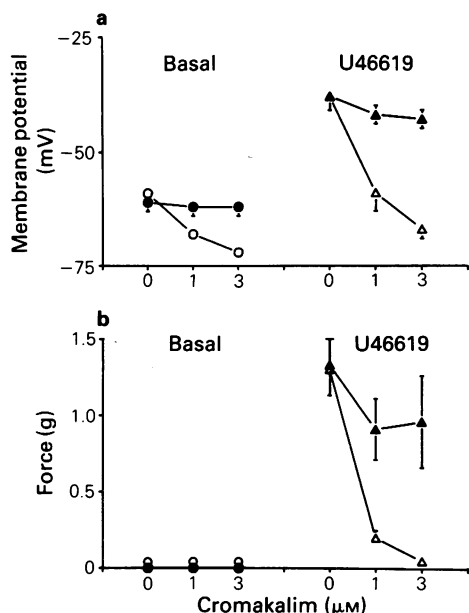 a
Basal
U46619
Membrane potential
(mV)
−25
−50
−75
0 1 3 0 1 3
b
Basal
U46619
Force (g)
1.5
1.0
0.5
0
0 1 3 0 1 3
Cromakalim (μM)